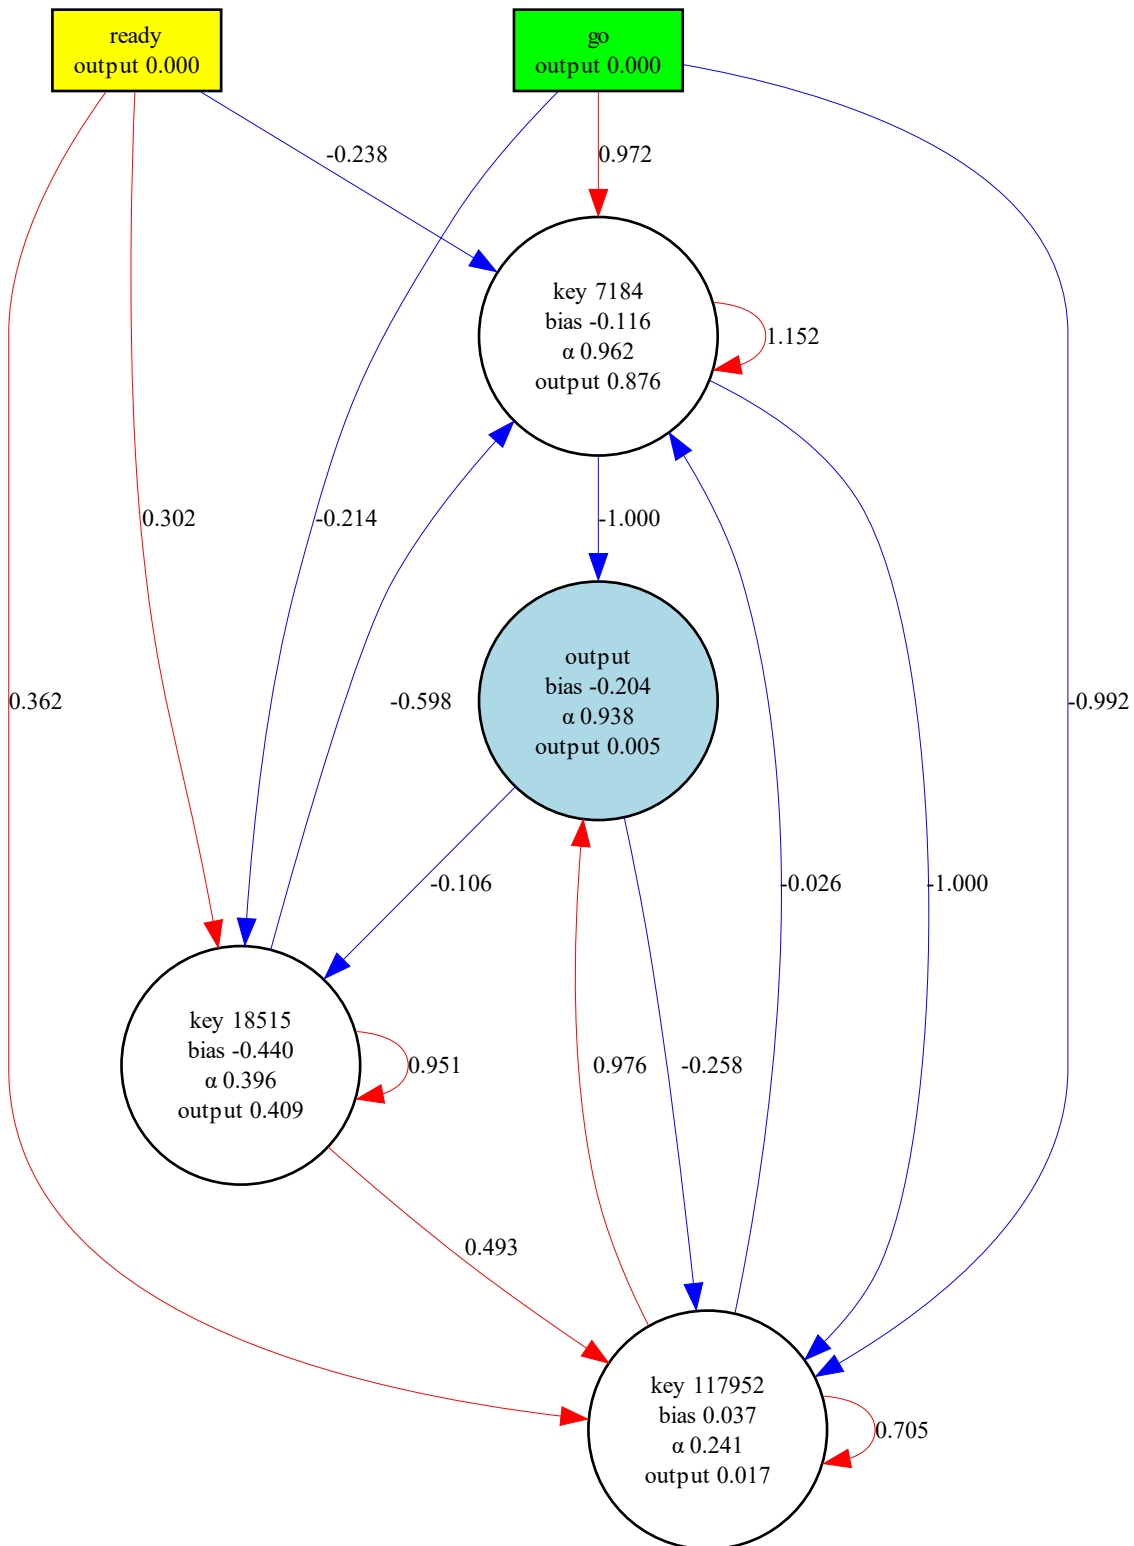 ready
output 0.000
go
output 0.000
-0.238
0.972
key 7184
bias -0.116
α 0.962
output 0.876
1.152
0.302
-0.214
-1.000
output
bias -0.204
α 0.938
output 0.005
0.362
-0.598
-0.992
-0.106
-0.026
-1.000
key 18515
bias -0.440
α 0.396
output 0.409
0.951
0.976
-0.258
0.493
key 117952
bias 0.037
α 0.241
output 0.017
0.705